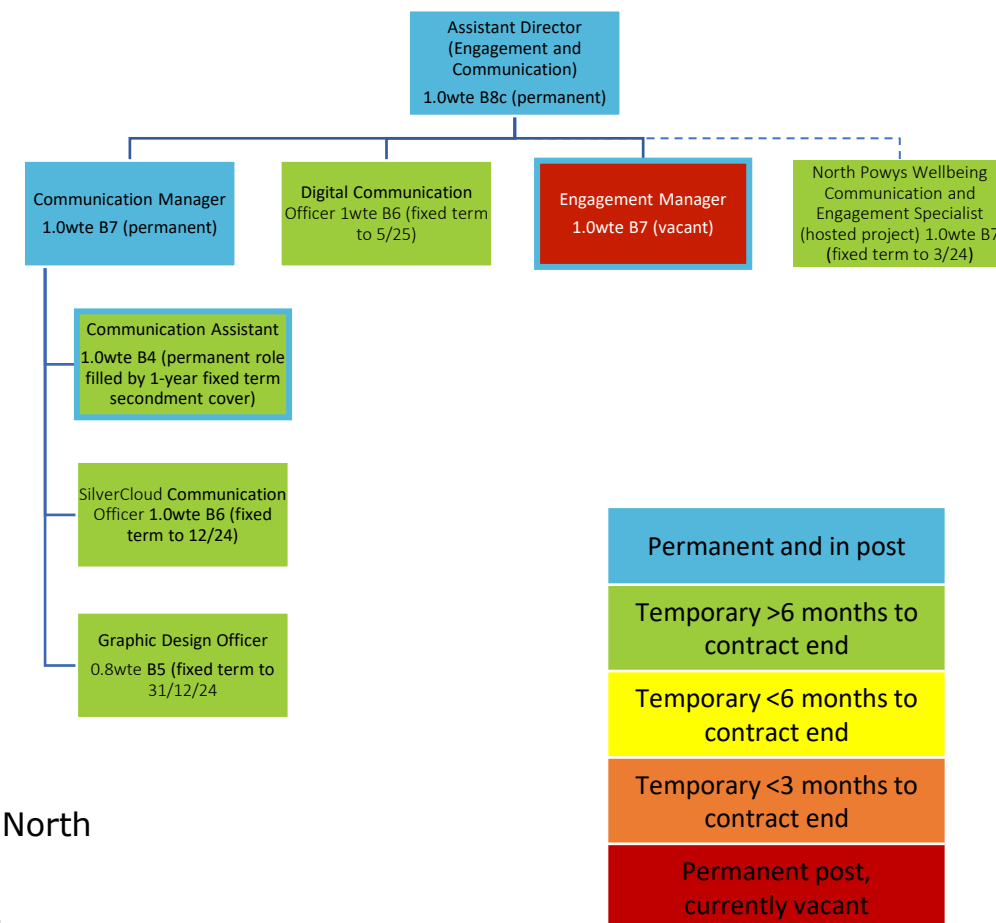 Assistant Director
(Engagement and
Communication)
1.0wte B8c (permanent)
Communication Manager
1.0wte B7 (permanent)
Digital Communication
Officer 1wte B6 (fixed term
to 5/25)
Engagement Manager
1.0wte B7 (vacant)
North Powys Wellbeing
Communication and
Engagement Specialist
(hosted project) 1.0wte B7
(fixed term to 3/24)
Communication Assistant
1.0wte B4 (permanent role
filled by 1-year fixed term
secondment cover)
SilverCloud Communication
Officer 1.0wte B6 (fixed
term to 12/24)
Graphic Design Officer
0.8wte B5 (fixed term to
31/12/24
Permanent and in post
Temporary >6 months to
contract end
Temporary <6 months to
contract end
Temporary <3 months to
contract end
Permanent post,
currently vacant
North